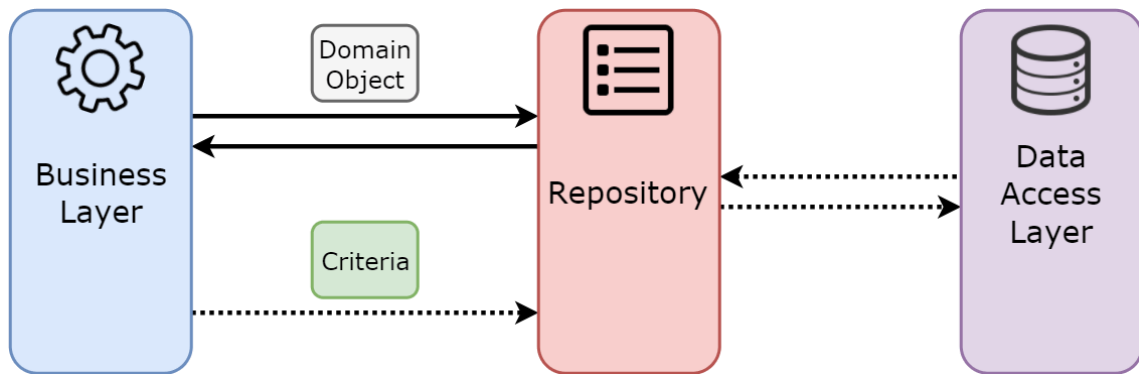 Domain
Object
Business
Layer
Criteria
Repository
Data
Access
Layer